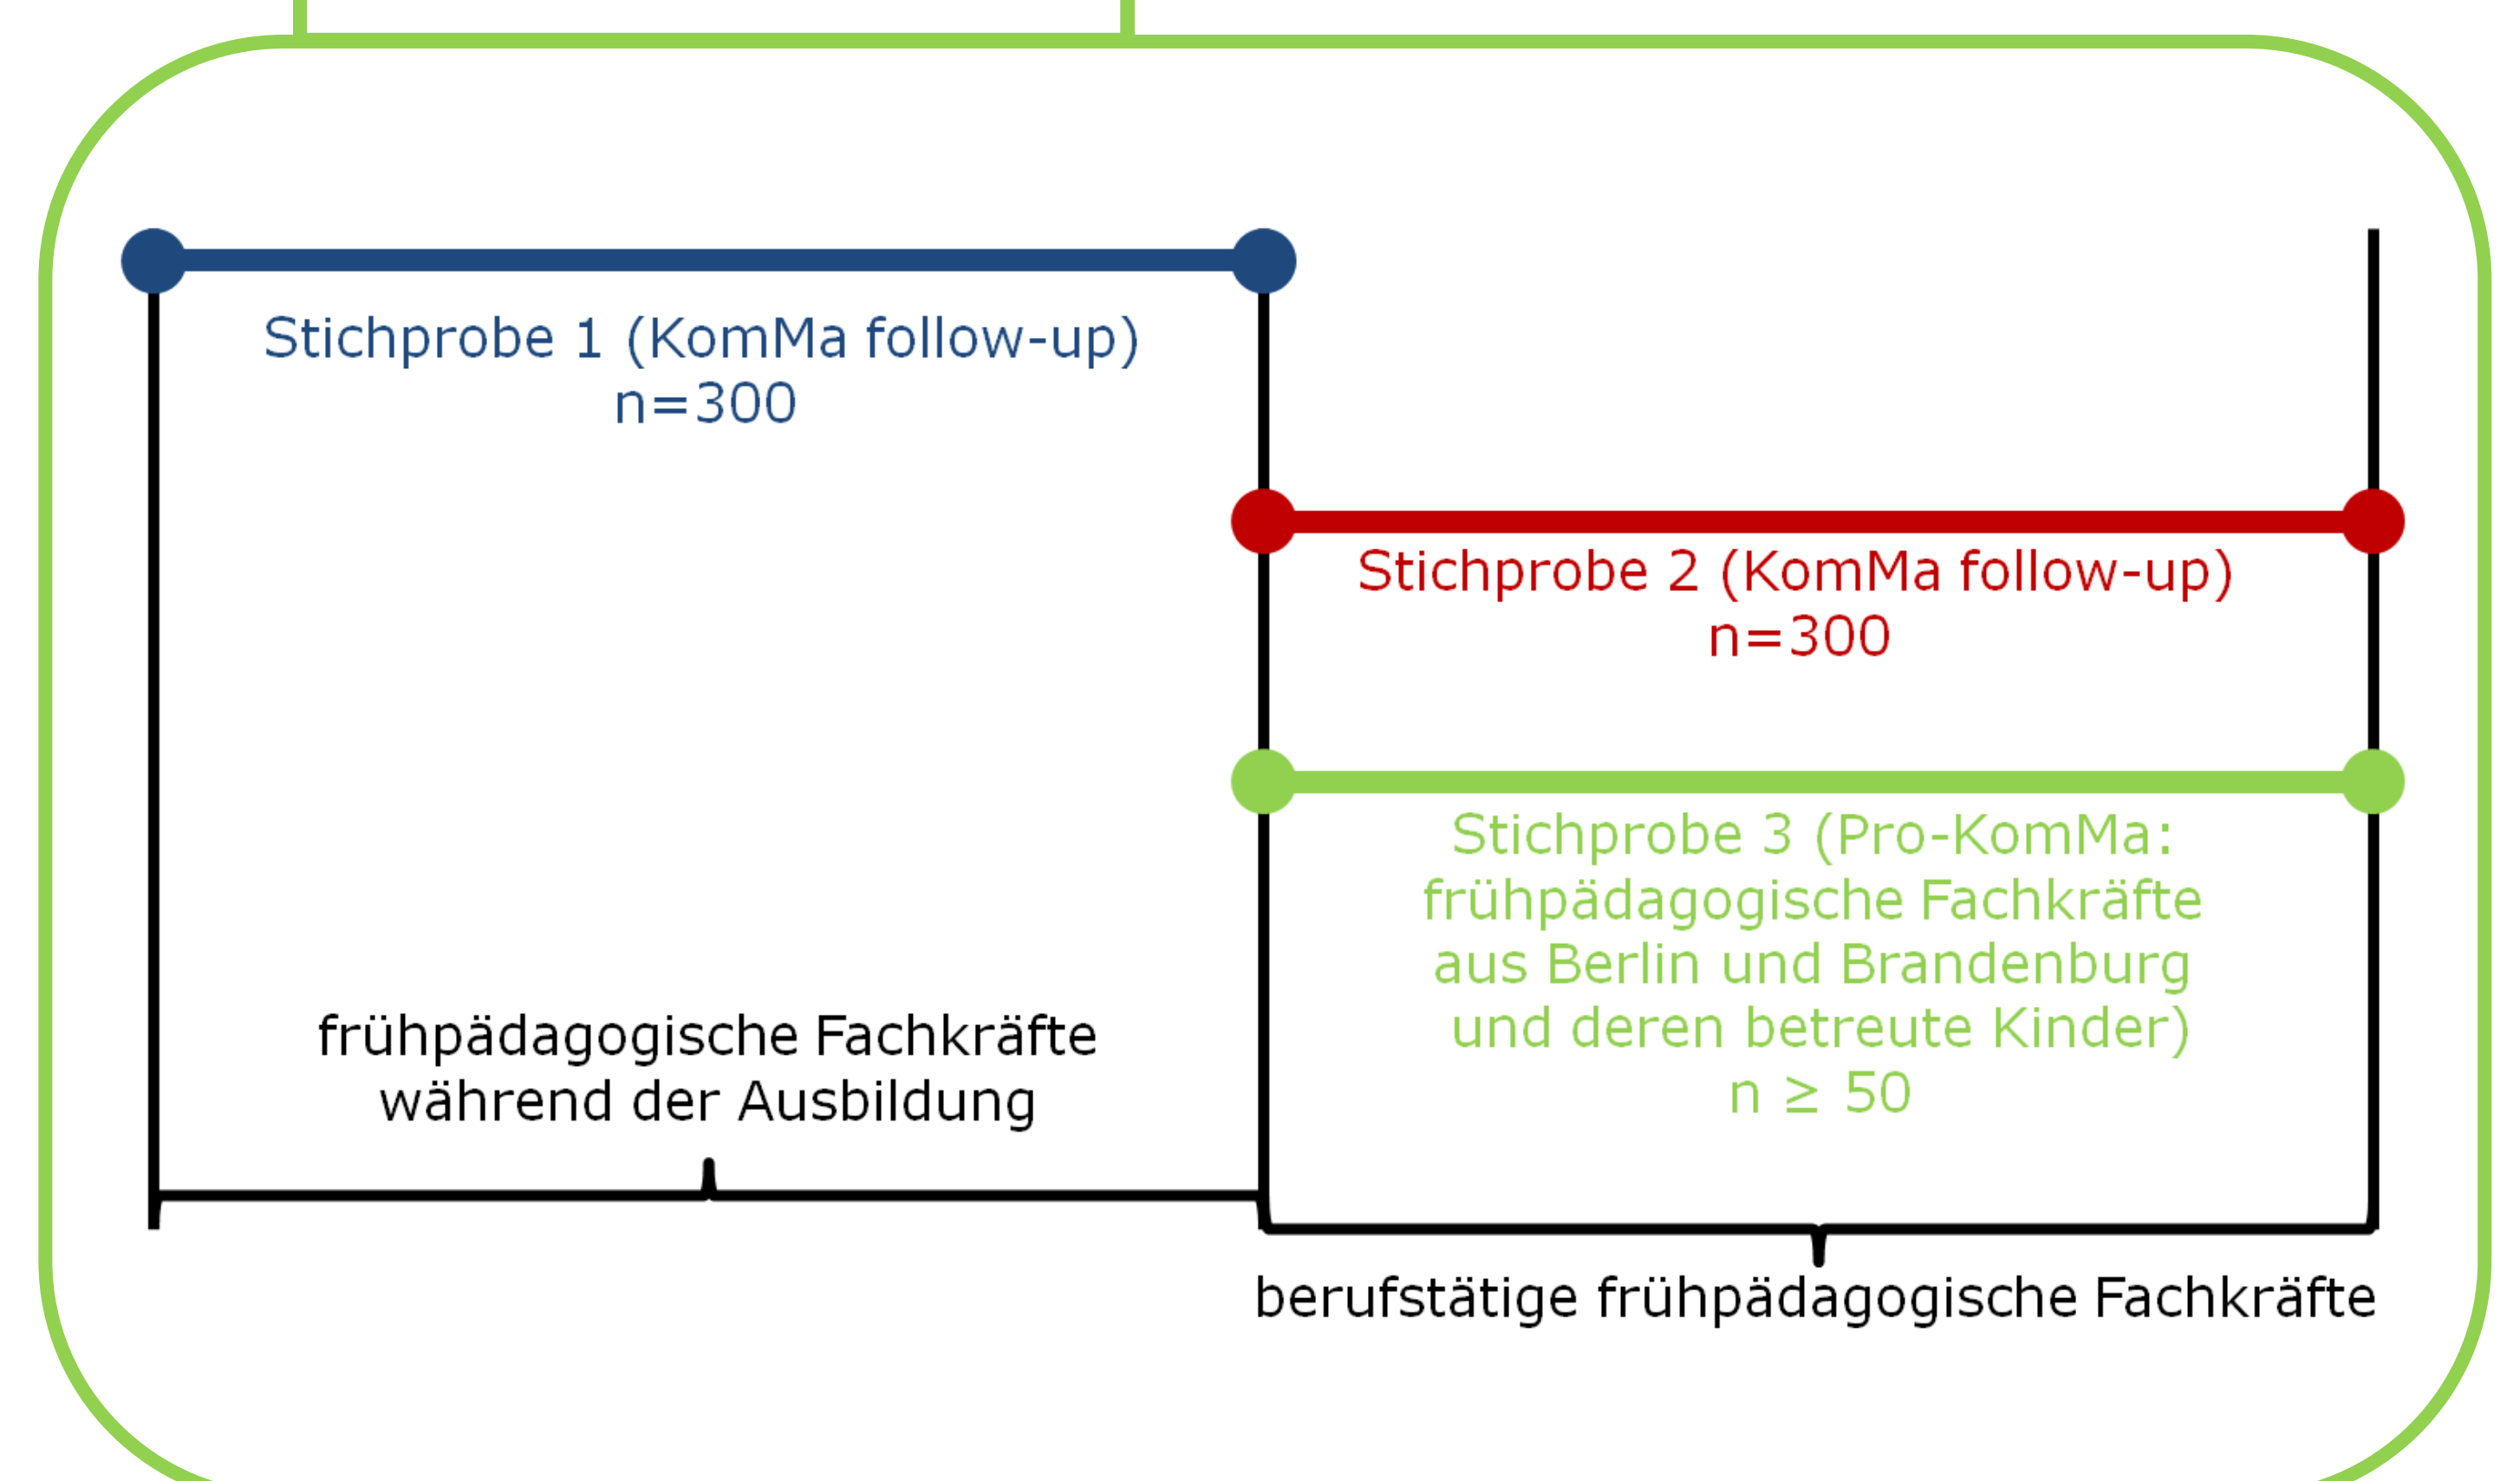 Stichprobe 1 (KomMa follow-up)
n=300
Stichprobe 2 (KomMa follow-up)
n=300
Stichprobe 3 (Pro-KomMa:
frühpädagogische Fachkräfte
aus Berlin und Brandenburg
und deren betreute Kinder)
n ≥ 50
frühpädagogische Fachkräfte
während der Ausbildung
berufstätige frühpädagogische Fachkräfte